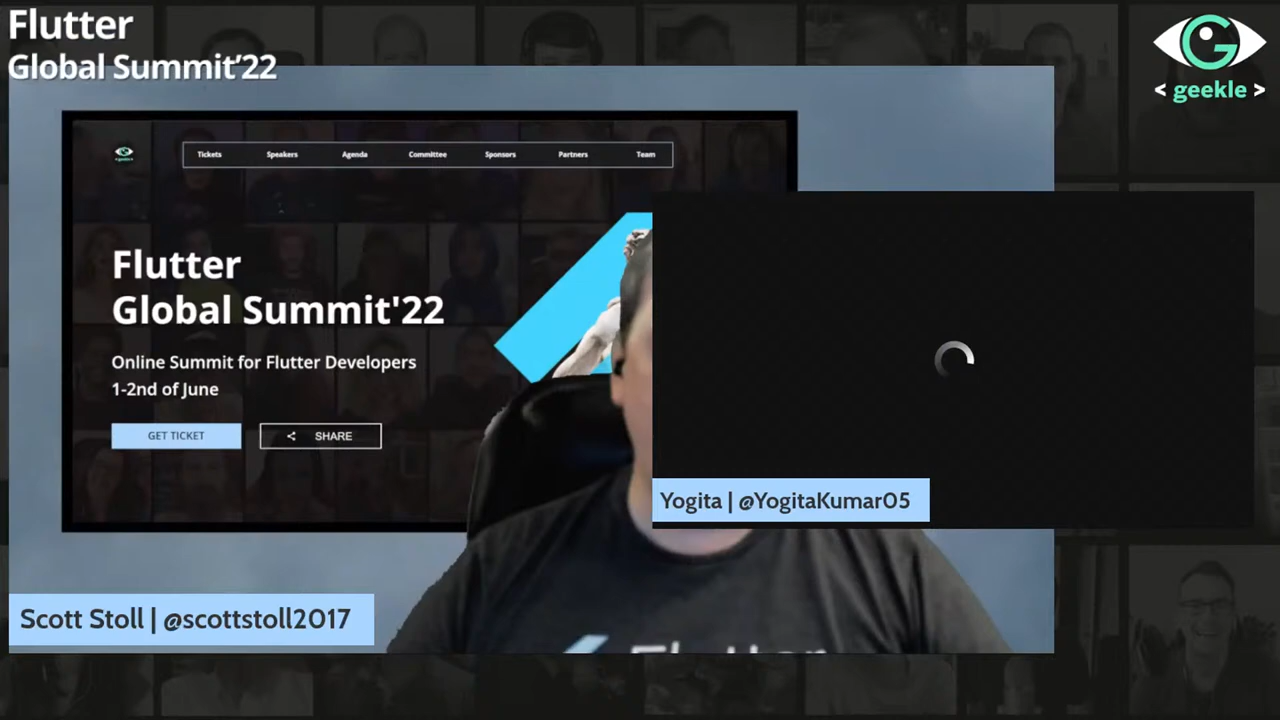 Flutter
Global Summit'22
< geekle >
Tickets Speakers Agenda Committee Sponsors Partners Team
Flutter
Global Summit'22
Online Summit for Flutter Developers
1-2nd of June
GET TICKET SHARE
Yogita | @YogitaKumar05
Scott Stoll | @scottstoll2017
Flutter